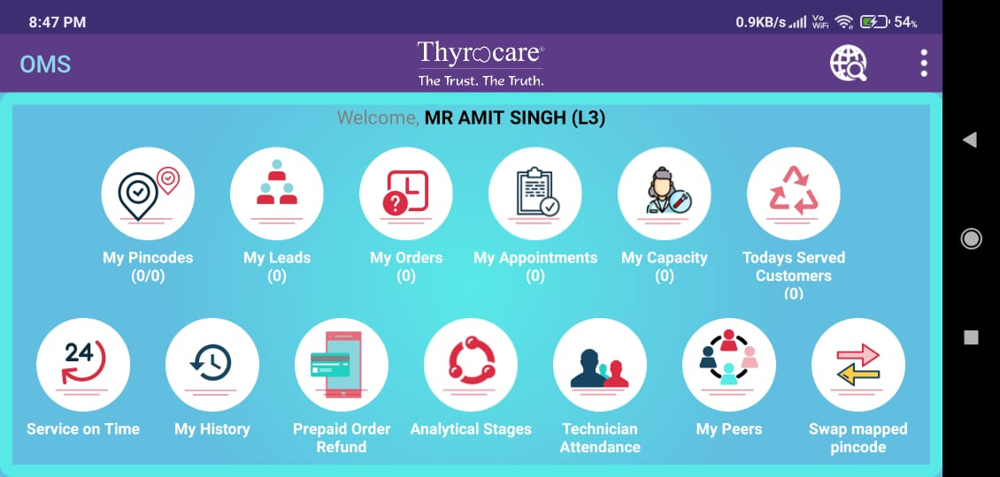 8:47 PM
0.9KB/s Vo WiFi 54%
OMS
Thyrocare®
The Trust. The Truth.
Welcome, MR AMIT SINGH (L3)
My Pincodes
(0/0)
My Leads
(0)
?
My Orders
(0)
My Appointments
(0)
My Capacity
(0)
Todays Served
Customers
(0)
24
Service on Time
My History
Prepaid Order
Refund
Analytical Stages
Technician
Attendance
My Peers
Swap mapped
pincode